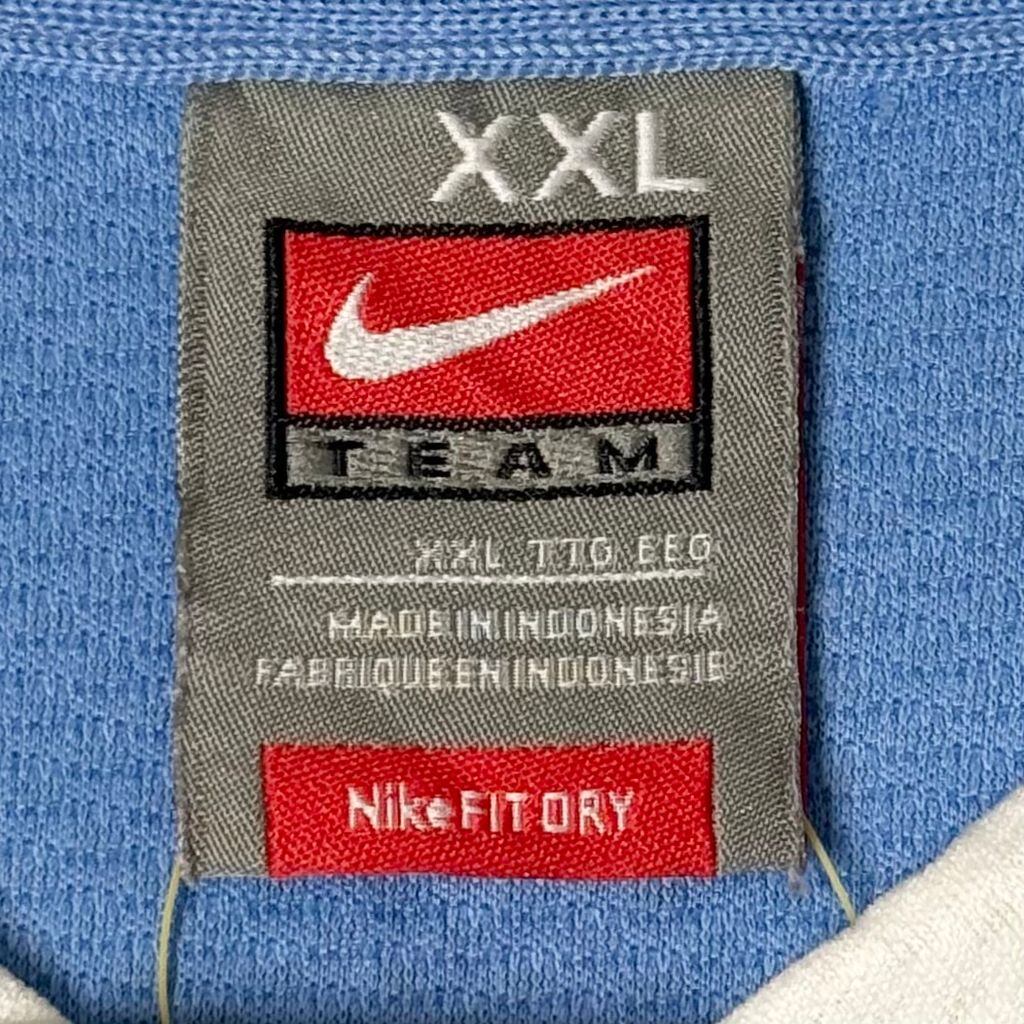 XXL
TEAM
XXL TTG EEG
MADE IN INDONESIA
FABRIQUE EN INDONESIE
Nike FIT DRY